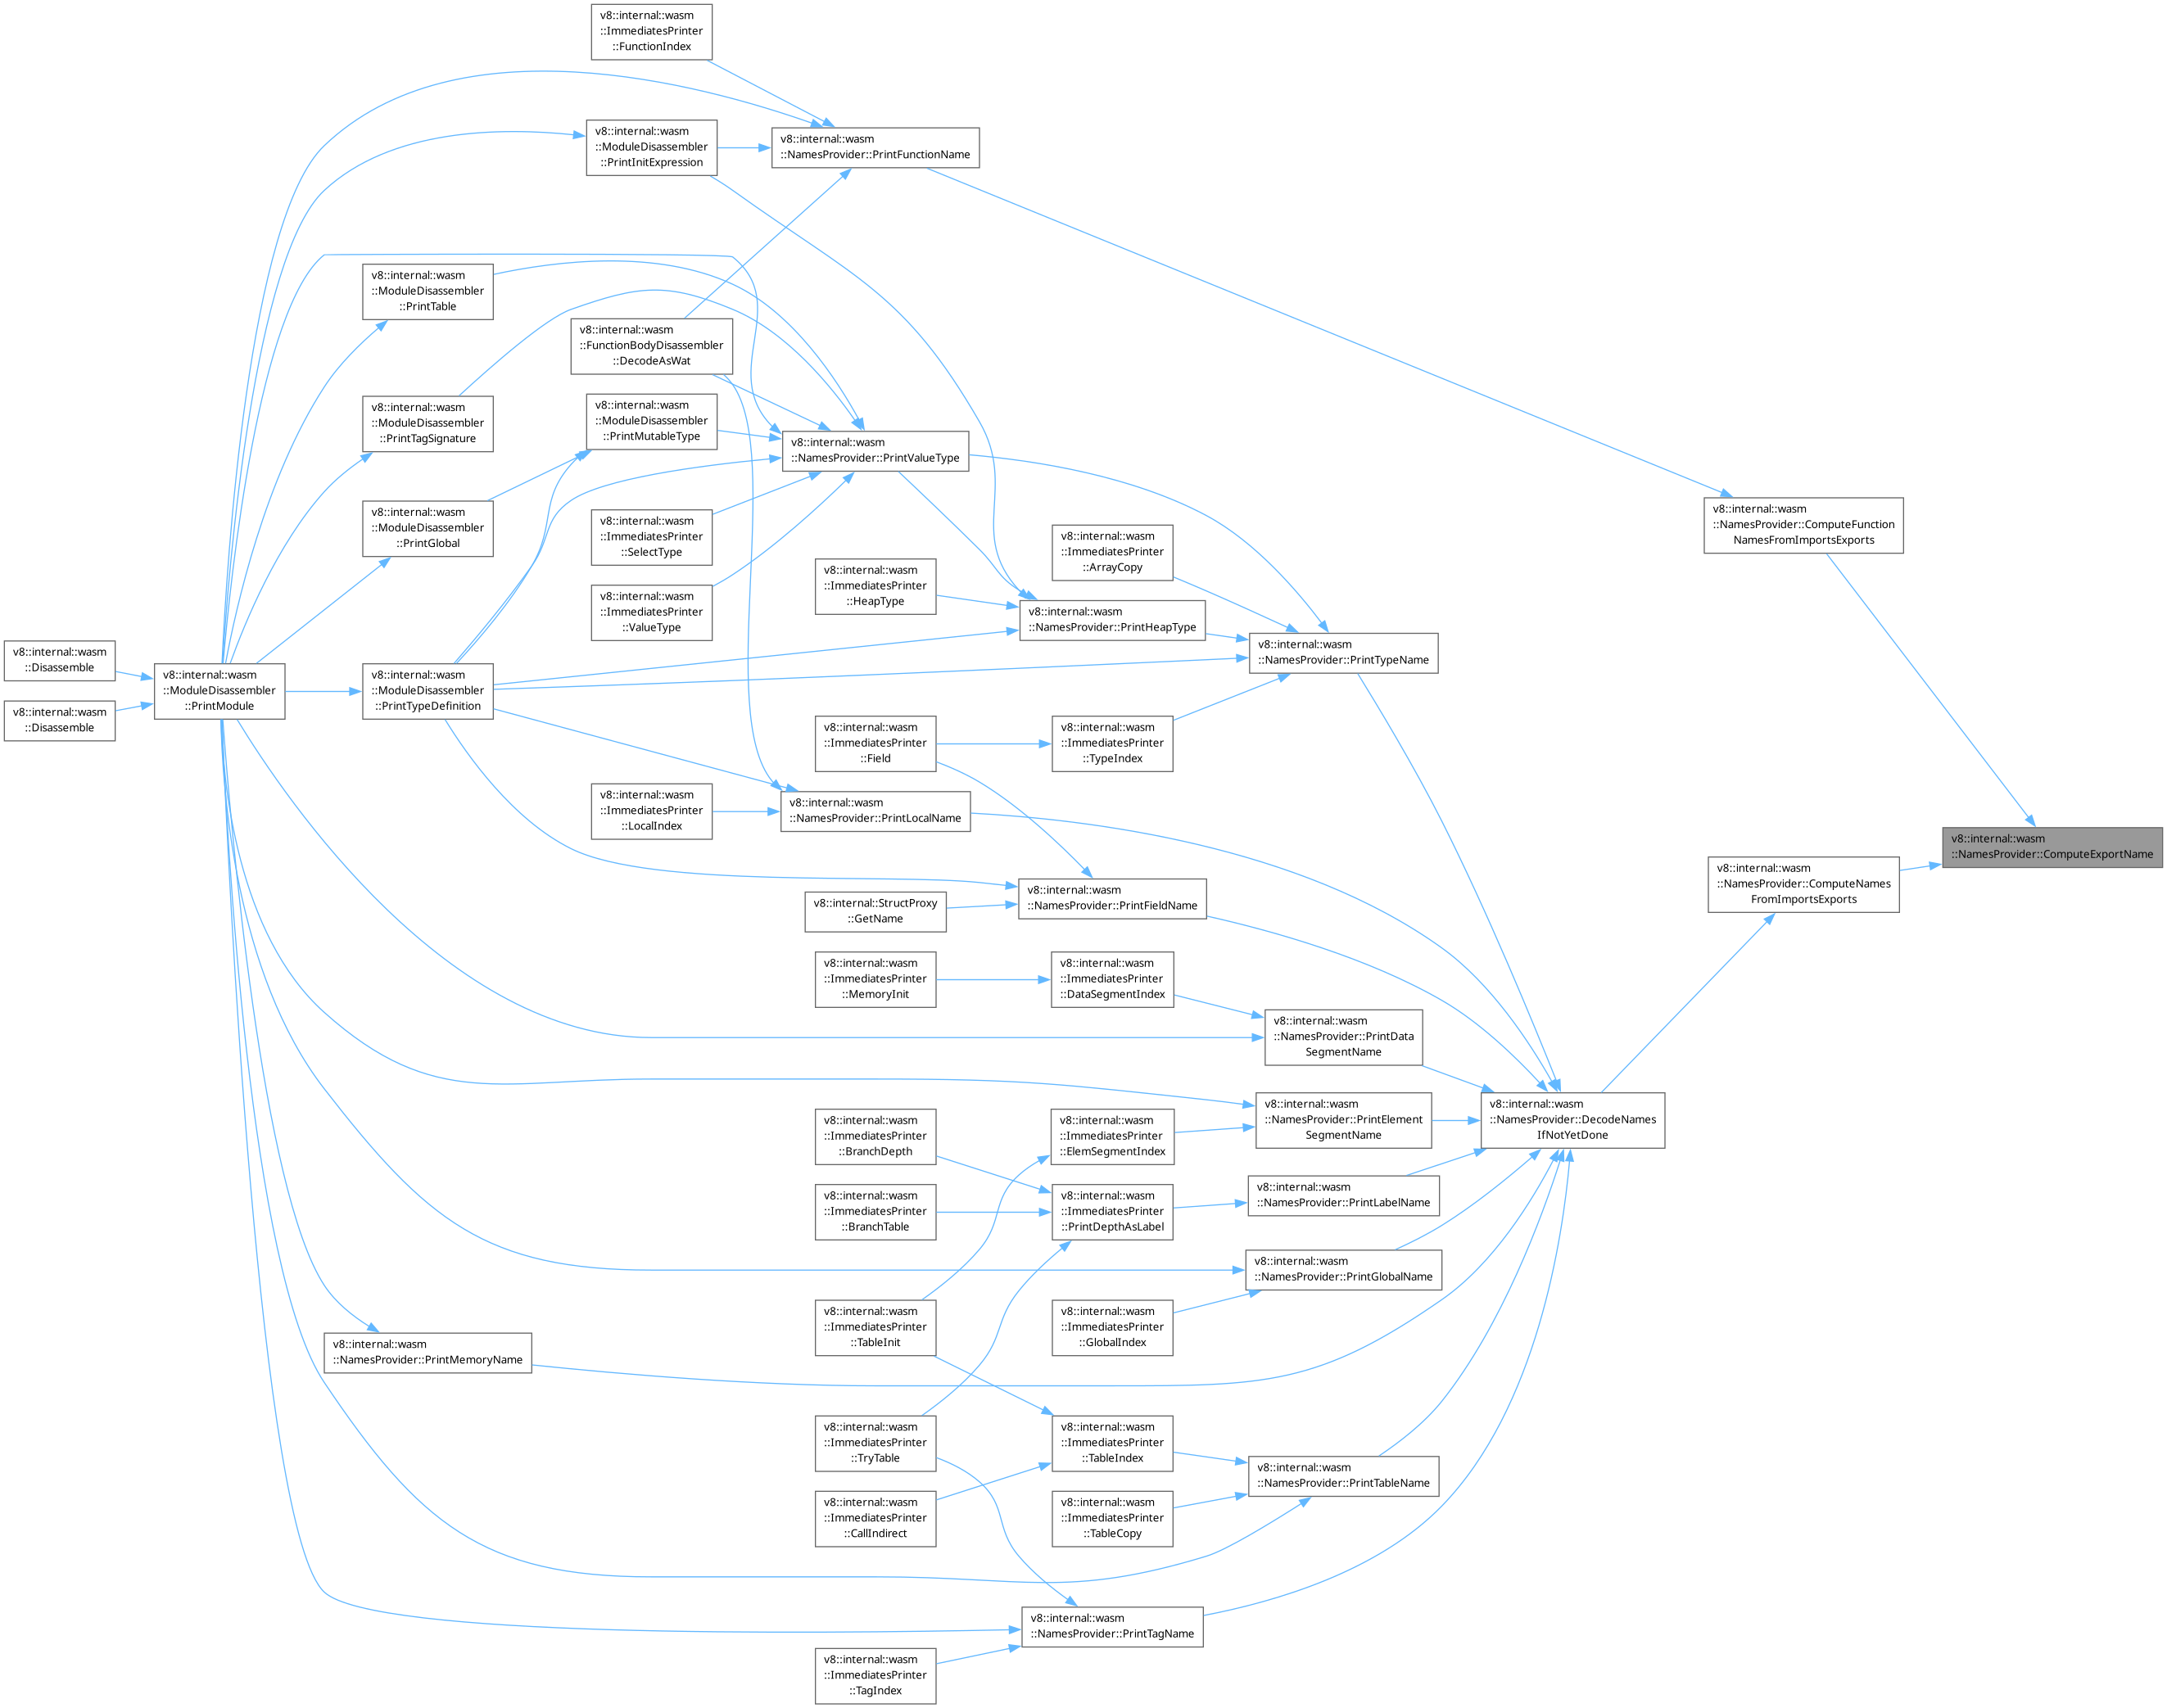 v8::internal::wasm
::ImmediatesPrinter
::FunctionIndex
v8::internal::wasm
::ModuleDisassembler
::PrintInitExpression
v8::internal::wasm
::NamesProvider::PrintFunctionName
v8::internal::wasm
::ModuleDisassembler
::PrintTable
v8::internal::wasm
::FunctionBodyDisassembler
::DecodeAsWat
v8::internal::wasm
::ModuleDisassembler
::PrintTagSignature
v8::internal::wasm
::ModuleDisassembler
::PrintMutableType
v8::internal::wasm
::NamesProvider::PrintValueType
v8::internal::wasm
::ModuleDisassembler
::PrintGlobal
v8::internal::wasm
::ImmediatesPrinter
::SelectType
v8::internal::wasm
::ImmediatesPrinter
::ArrayCopy
v8::internal::wasm
::NamesProvider::ComputeFunction
NamesFromImportsExports
v8::internal::wasm
::ImmediatesPrinter
::ValueType
v8::internal::wasm
::ImmediatesPrinter
::HeapType
v8::internal::wasm
::NamesProvider::PrintHeapType
v8::internal::wasm
::NamesProvider::PrintTypeName
v8::internal::wasm
::Disassemble
v8::internal::wasm
::Disassemble
v8::internal::wasm
::ModuleDisassembler
::PrintModule
v8::internal::wasm
::ModuleDisassembler
::PrintTypeDefinition
v8::internal::wasm
::ImmediatesPrinter
::Field
v8::internal::wasm
::ImmediatesPrinter
::TypeIndex
v8::internal::wasm
::ImmediatesPrinter
::LocalIndex
v8::internal::wasm
::NamesProvider::PrintLocalName
v8::internal::wasm
::NamesProvider::ComputeExportName
v8::internal::wasm
::NamesProvider::ComputeNames
FromImportsExports
v8::internal::StructProxy
::GetName
v8::internal::wasm
::NamesProvider::PrintFieldName
v8::internal::wasm
::ImmediatesPrinter
::MemoryInit
v8::internal::wasm
::ImmediatesPrinter
::DataSegmentIndex
v8::internal::wasm
::NamesProvider::PrintData
SegmentName
v8::internal::wasm
::ImmediatesPrinter
::BranchDepth
v8::internal::wasm
::ImmediatesPrinter
::ElemSegmentIndex
v8::internal::wasm
::NamesProvider::PrintElement
SegmentName
v8::internal::wasm
::NamesProvider::DecodeNames
IfNotYetDone
v8::internal::wasm
::ImmediatesPrinter
::BranchTable
v8::internal::wasm
::ImmediatesPrinter
::PrintDepthAsLabel
v8::internal::wasm
::NamesProvider::PrintLabelName
v8::internal::wasm
::NamesProvider::PrintGlobalName
v8::internal::wasm
::NamesProvider::PrintMemoryName
v8::internal::wasm
::ImmediatesPrinter
::TableInit
v8::internal::wasm
::ImmediatesPrinter
::GlobalIndex
v8::internal::wasm
::ImmediatesPrinter
::TryTable
v8::internal::wasm
::ImmediatesPrinter
::TableIndex
v8::internal::wasm
::NamesProvider::PrintTableName
v8::internal::wasm
::ImmediatesPrinter
::CallIndirect
v8::internal::wasm
::ImmediatesPrinter
::TableCopy
v8::internal::wasm
::NamesProvider::PrintTagName
v8::internal::wasm
::ImmediatesPrinter
::TagIndex